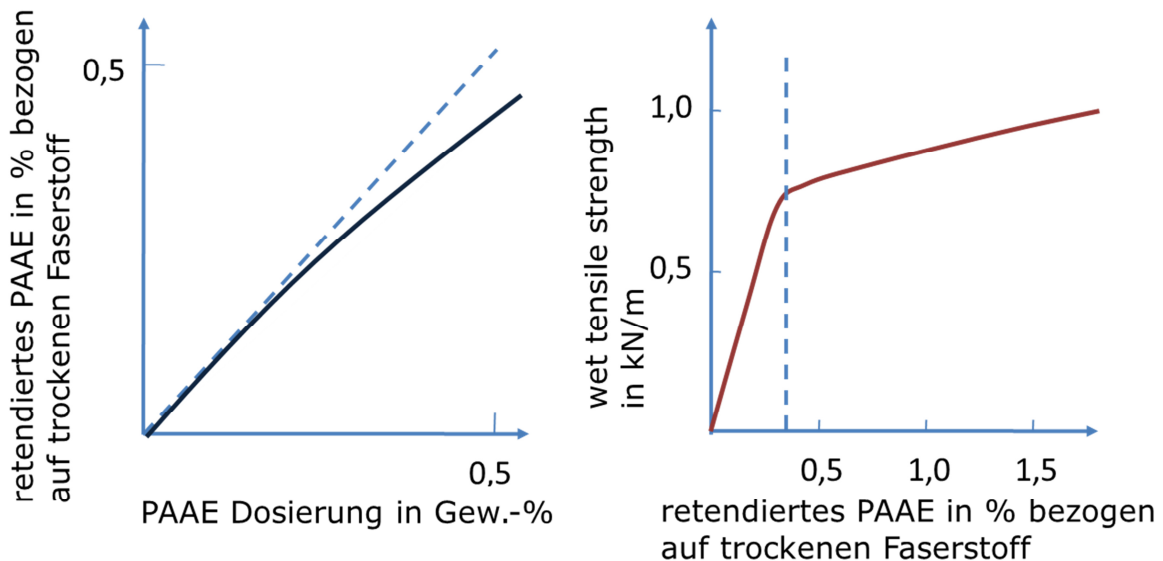 retendiertes PAAE in % bezogen
auf trockenen Faserstoff
0,5
0,5
PAAE Dosierung in Gew.-%
wet tensile strength
in kN/m
1,0
0,5
0,5
1,0
1,5
retendiertes PAAE in % bezogen
auf trockenen Faserstoff